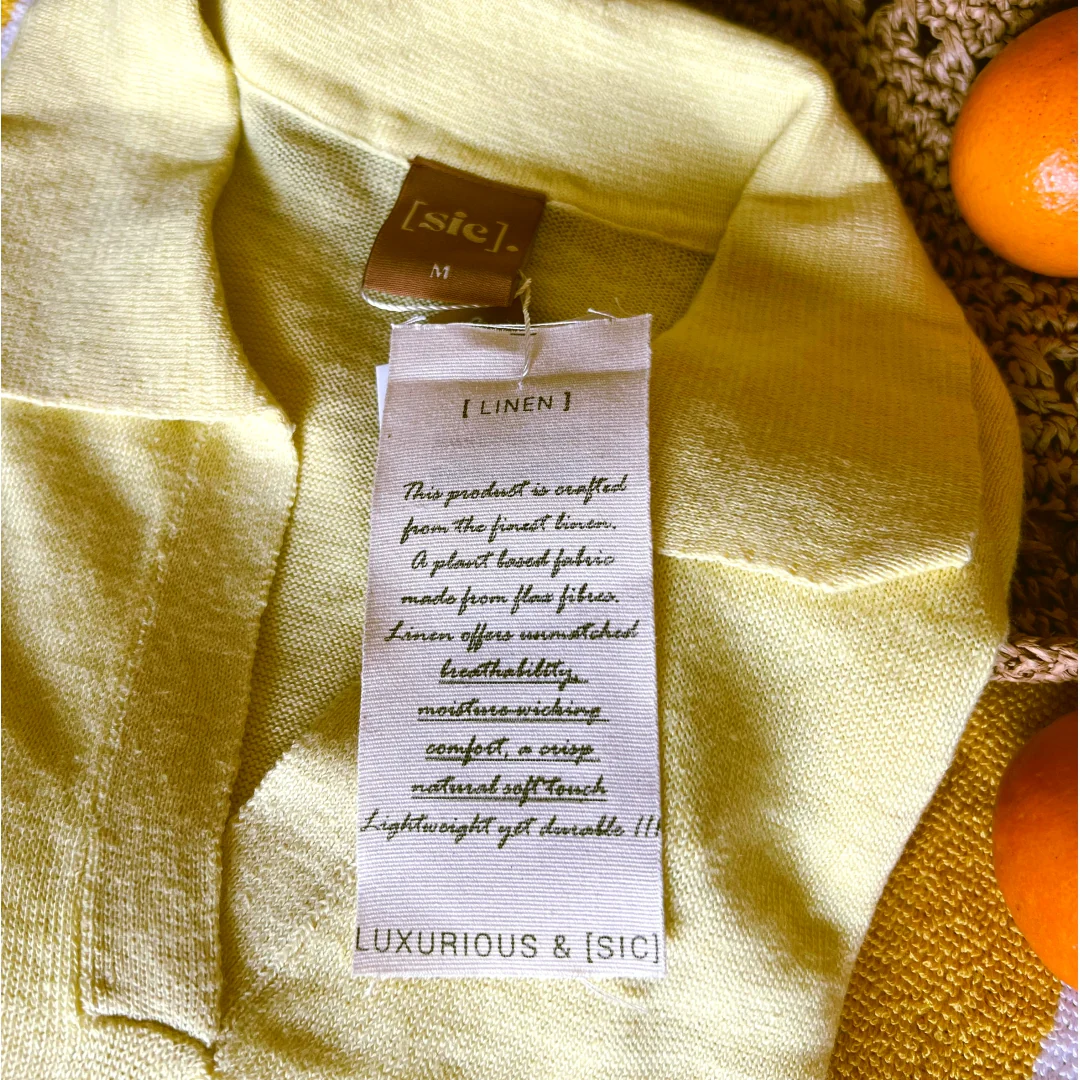 [sic].
M
[ LINEN ]
This product is crafted
from the finest linen.
A plant based fabric
made from flax fibres.
Linen offers unmatched
breathability,
moisture wicking
comfort, a crisp
natural soft touch
Lightweight yet durable !!!
LUXURIOUS & [SIC]